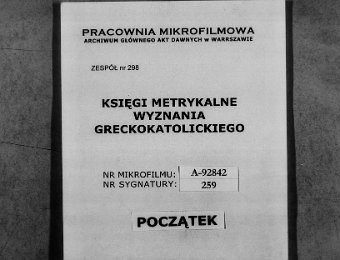 PRACOWNIA MIKROFILMOWA
ARCHIWUM GŁÓWNEGO AKT DAWNYCH w WARSZAWIE
ZESPÓŁ nr 298
KSIĘGI METRYKALNE
WYZNANIA
GRECKOKATOLICKIEGO
NR MIKROFILMU: A-92842
NR SYGNATURY: 259
POCZĄTEK